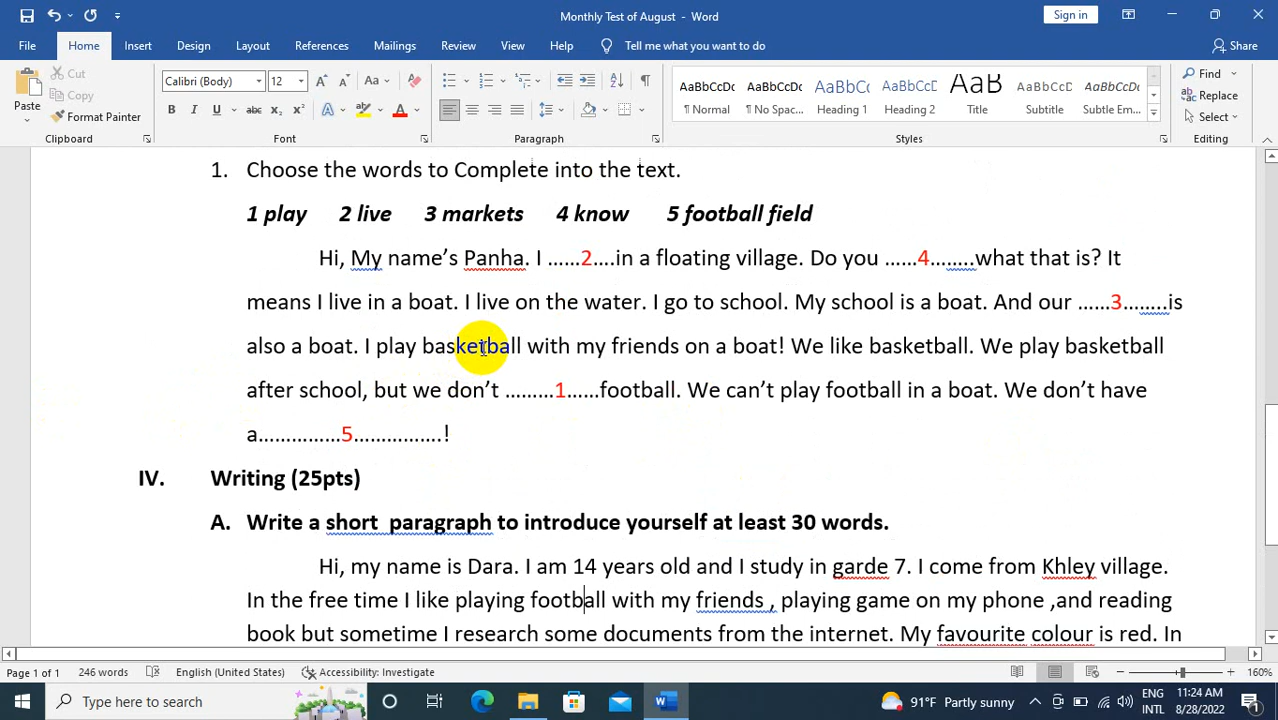 Monthly Test of August - Word
Sign in
File Home Insert Design Layout References Mailings Review View Help Tell me what you want to do Share
Paste Cut Copy Format Painter Clipboard
Calibri (Body) 12 Font
Paragraph
AaBbCcDc AaBbCcDc AaBbCc AaBbCcD AaB AaBbCcD AaBbCcDc
¶ Normal ¶ No Spac... Heading 1 Heading 2 Title Subtitle Subtle Em...
Styles
Find Replace Select Editing
1. Choose the words to Complete into the text.
1 play 2 live 3 markets 4 know 5 football field
Hi, My name’s Panha. I ......2....in a floating village. Do you ......4........what that is? It
means I live in a boat. I live on the water. I go to school. My school is a boat. And our ......3........is
also a boat. I play basketball with my friends on a boat! We like basketball. We play basketball
after school, but we don’t .........1......football. We can’t play football in a boat. We don’t have
a...............5................!
IV. Writing (25pts)
A. Write a short paragraph to introduce yourself at least 30 words.
Hi, my name is Dara. I am 14 years old and I study in garde 7. I come from Khley village.
In the free time I like playing football with my friends , playing game on my phone ,and reading
book but sometime I research some documents from the internet. My favourite colour is red. In
Page 1 of 1 246 words English (United States) Accessibility: Investigate 160%
Type here to search 91°F Partly sunny ENG INTL 11:24 AM 8/28/2022